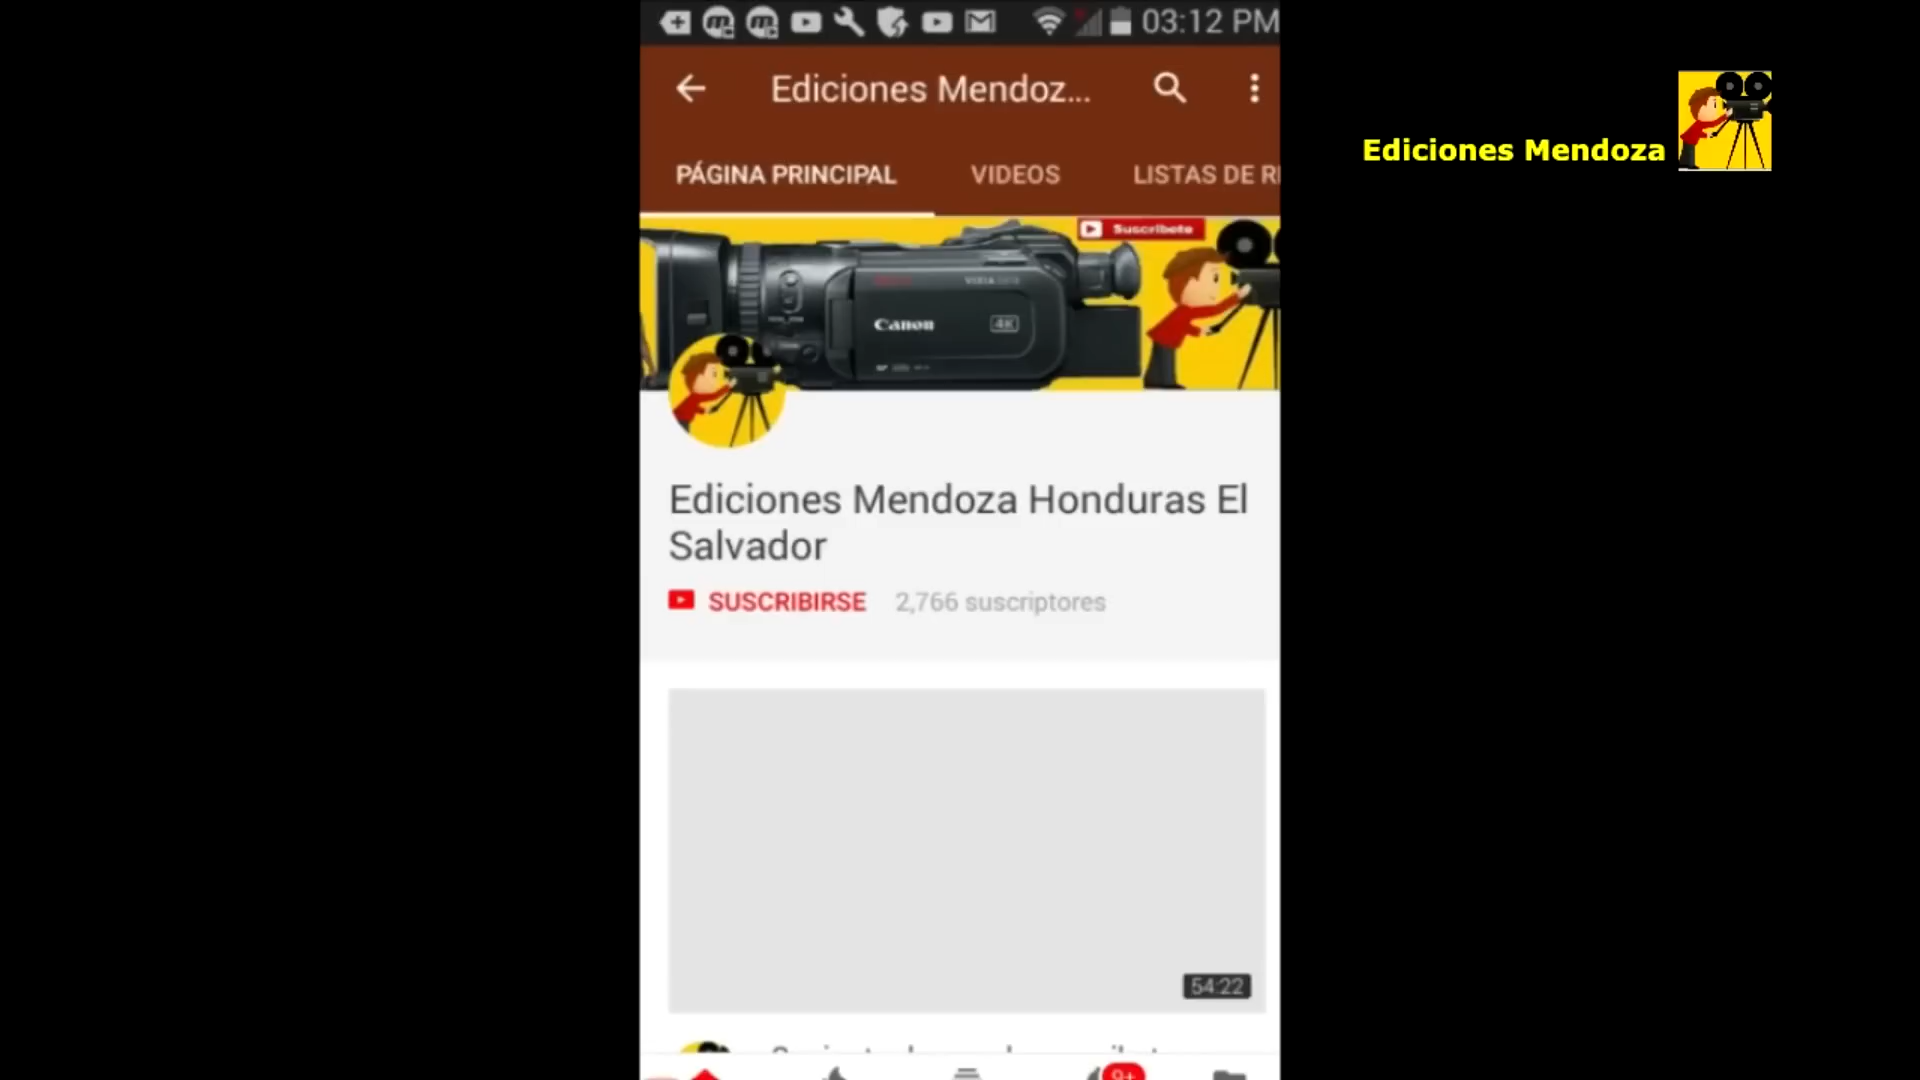 03:12 PM
Ediciones Mendoz...
Ediciones Mendoza
PÁGINA PRINCIPAL
VIDEOS
LISTAS DE
Suscribete
VIXIA
Canon
4K
Ediciones Mendoza Honduras El
Salvador
SUSCRIBIRSE
2,766 suscriptores
54:22
9+